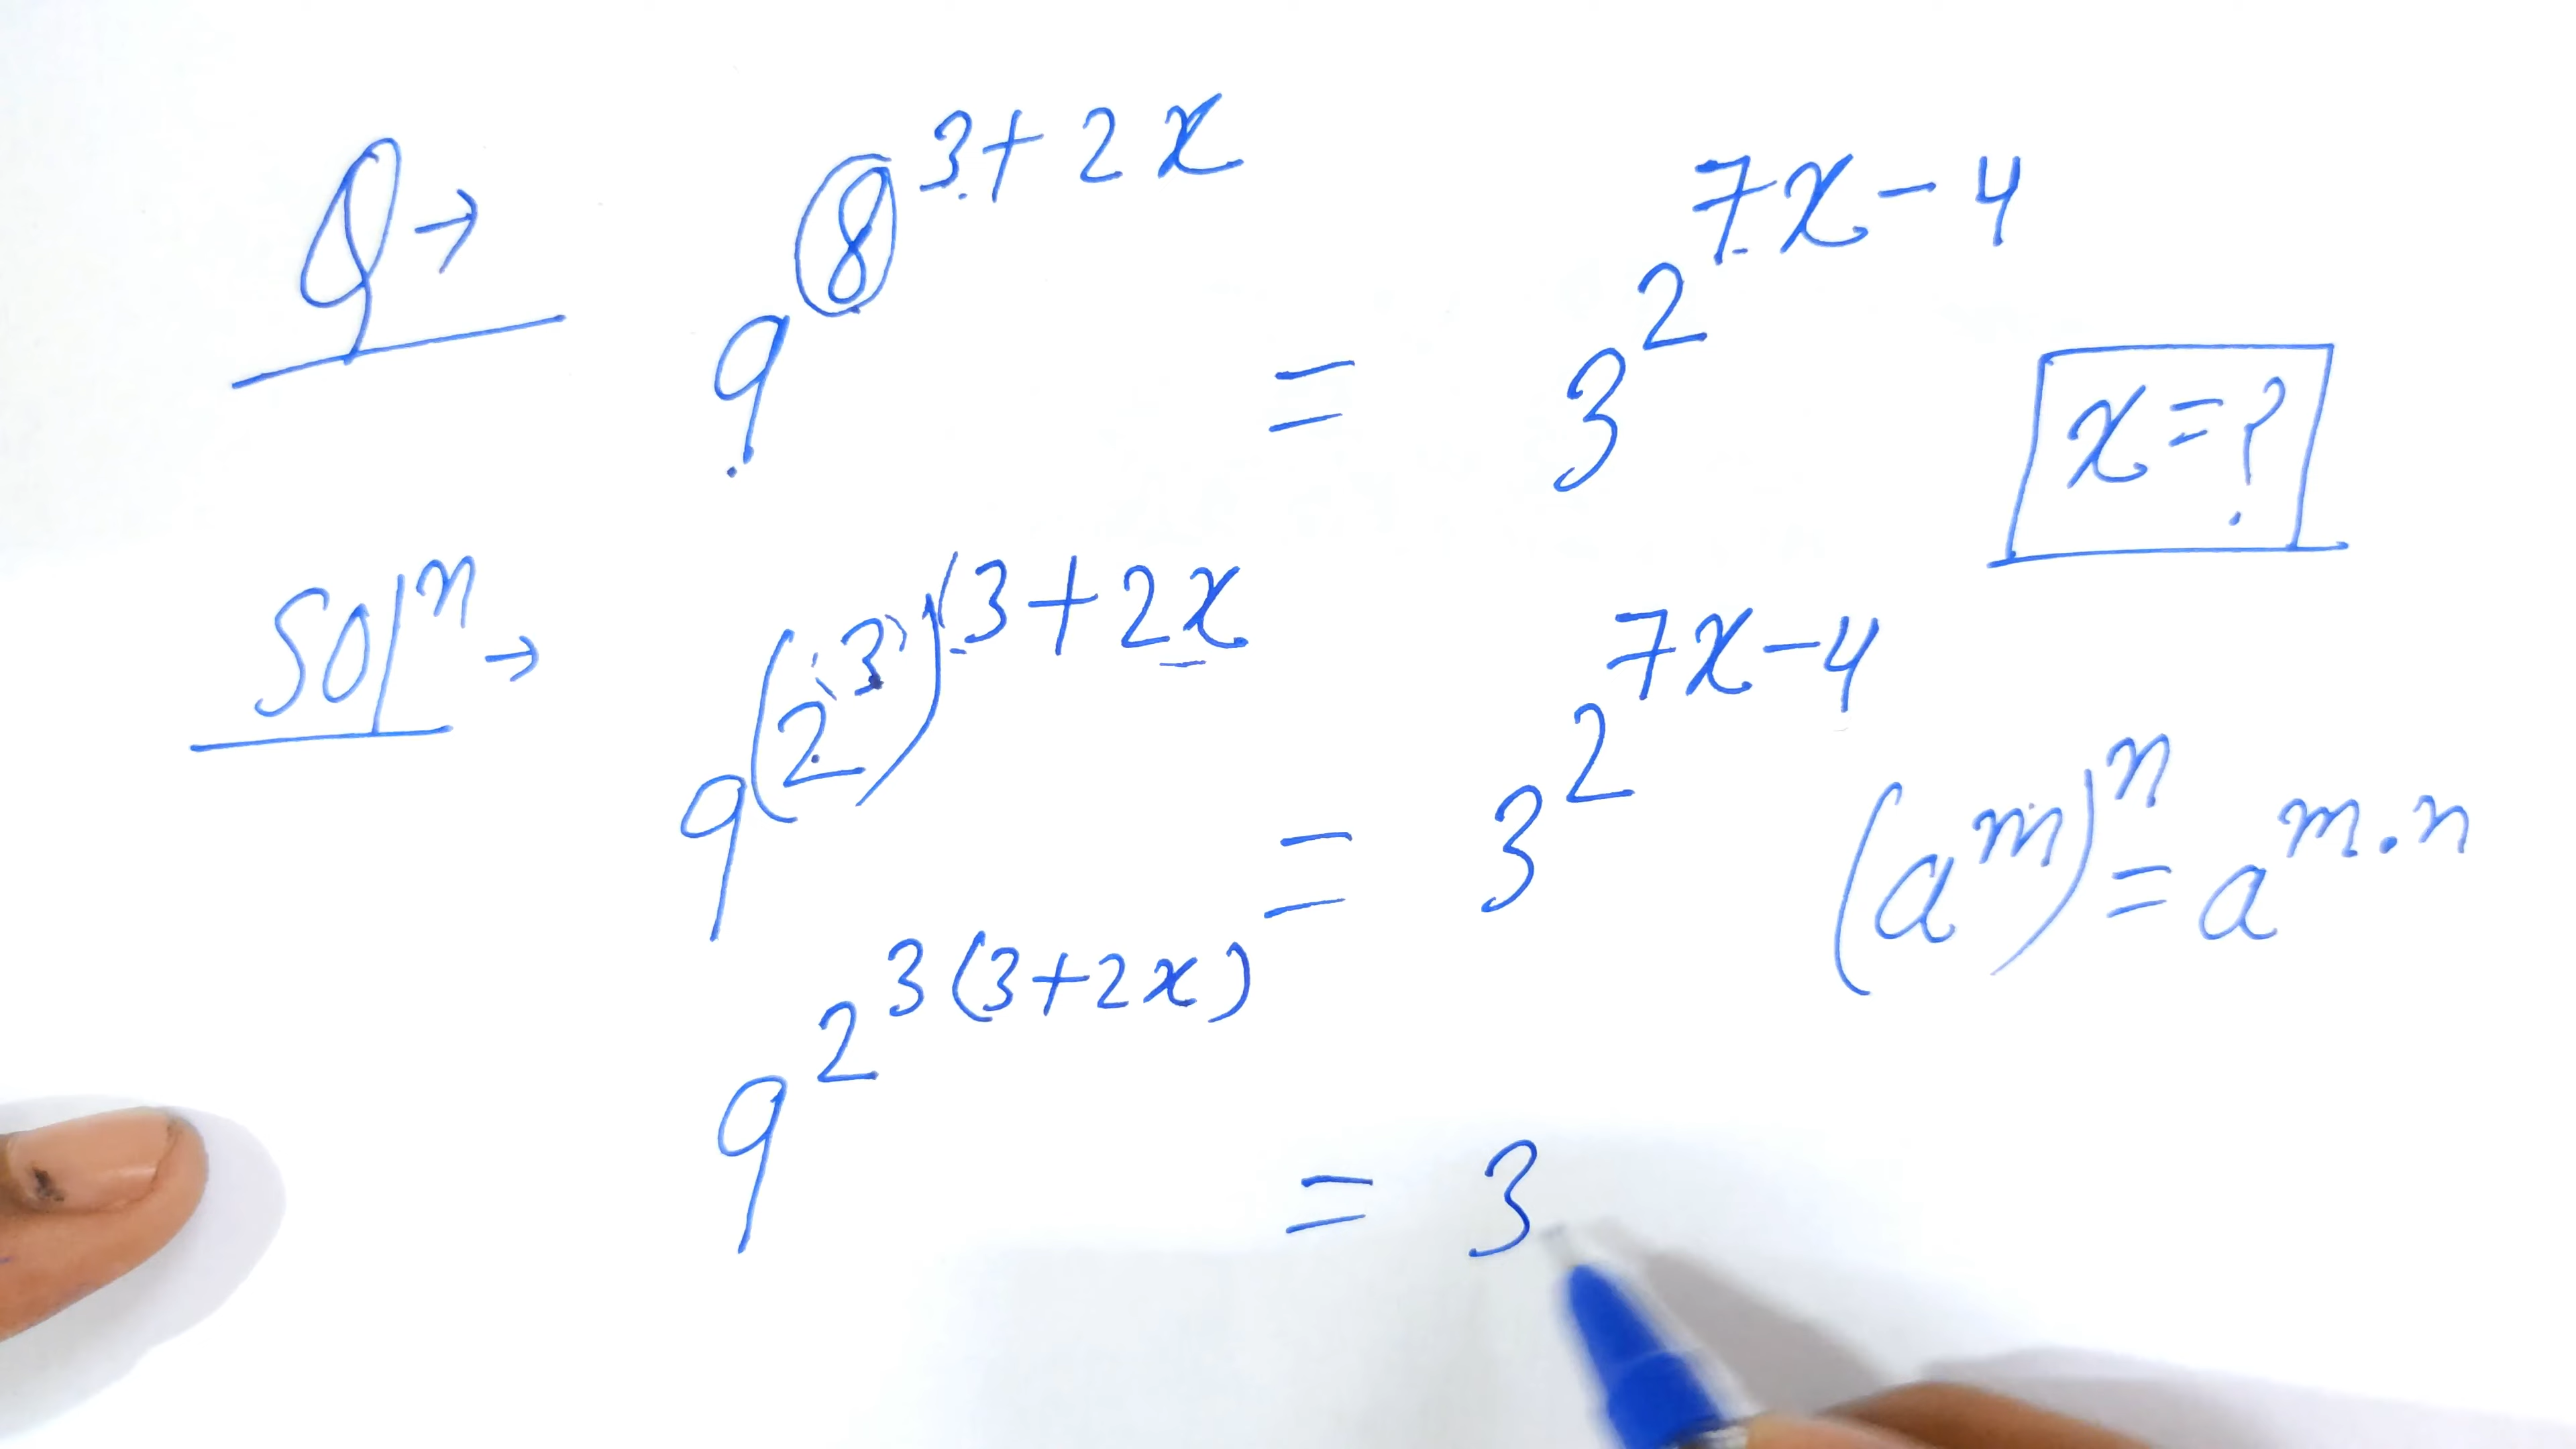 Q→ 9^8^(3+2x) = 3^2^(7x-4)
x=?
Solⁿ→ 9^(2^3)^(3+2x) = 3^2^(7x-4)
(a^m)^n = a^(m.n)
9^2^(3(3+2x)) = 3